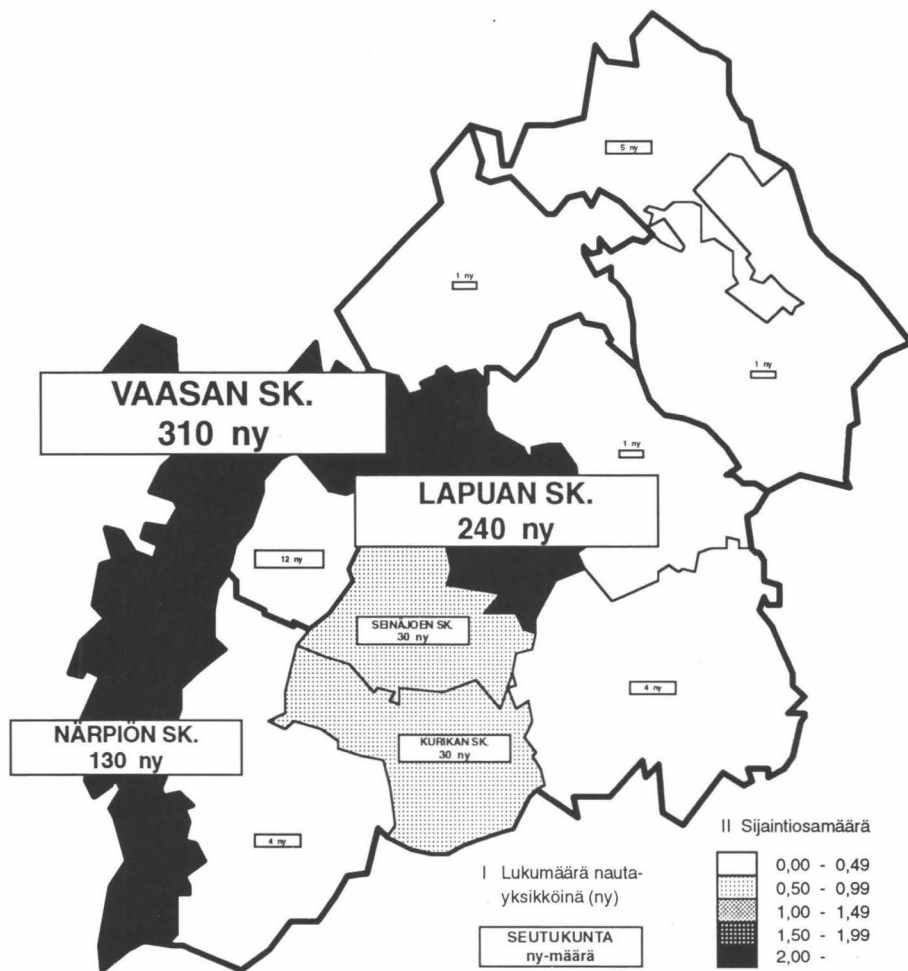 5 ny
1 ny
1 ny
VAASAN SK.
310 ny
1 ny
LAPUAN SK.
240 ny
12 ny
SEINÄJOEN SK.
30 ny
4 ny
NÄRPIÖN SK.
130 ny
KURIKAN SK.
30 ny
4 ny
I Lukumäärä nauta-
yksikköinä (ny)
SEUTUKUNTA
ny-määrä
II Sijaintiosamäärä
0,00 - 0,49
0,50 - 0,99
1,00 - 1,49
1,50 - 1,99
2,00 -